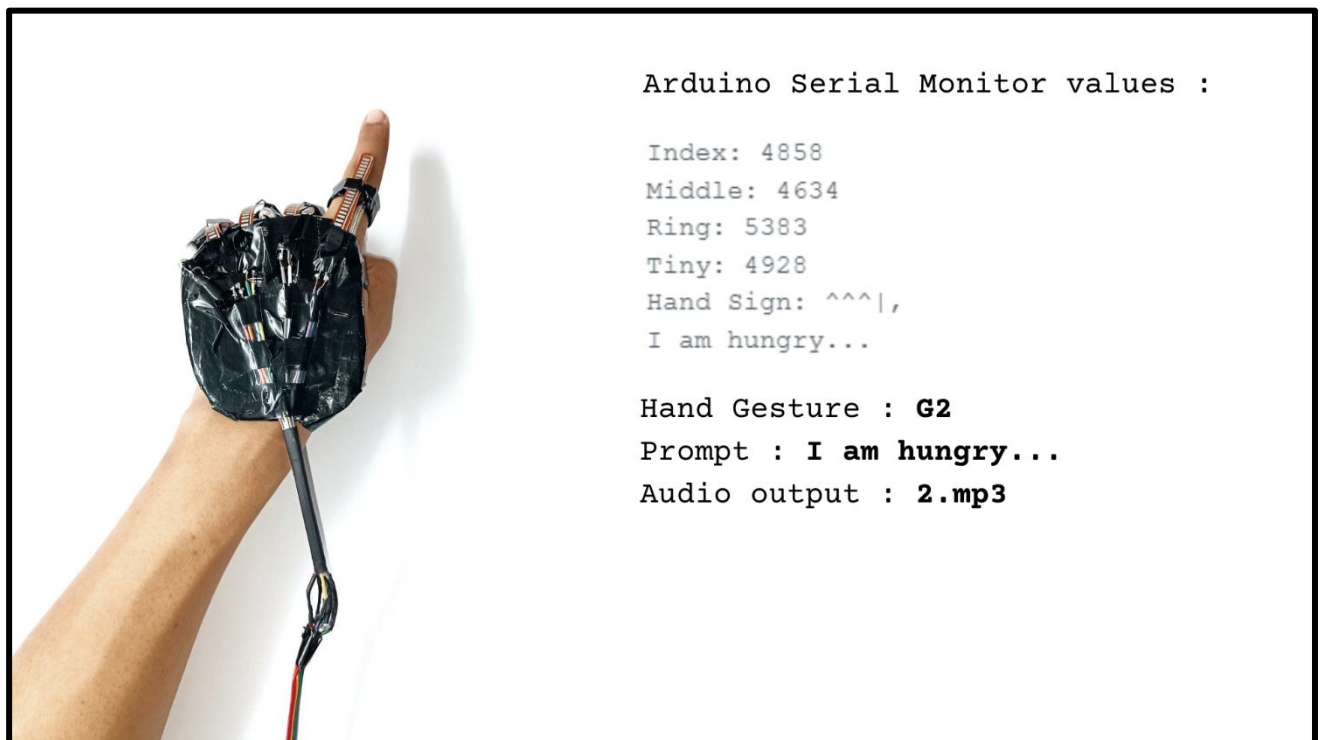 Arduino Serial Monitor values :
Index: 4858
Middle: 4634
Ring: 5383
Tiny: 4928
Hand Sign: ^^^|,
I am hungry...
Hand Gesture : G2
Prompt : I am hungry...
Audio output : 2.mp3